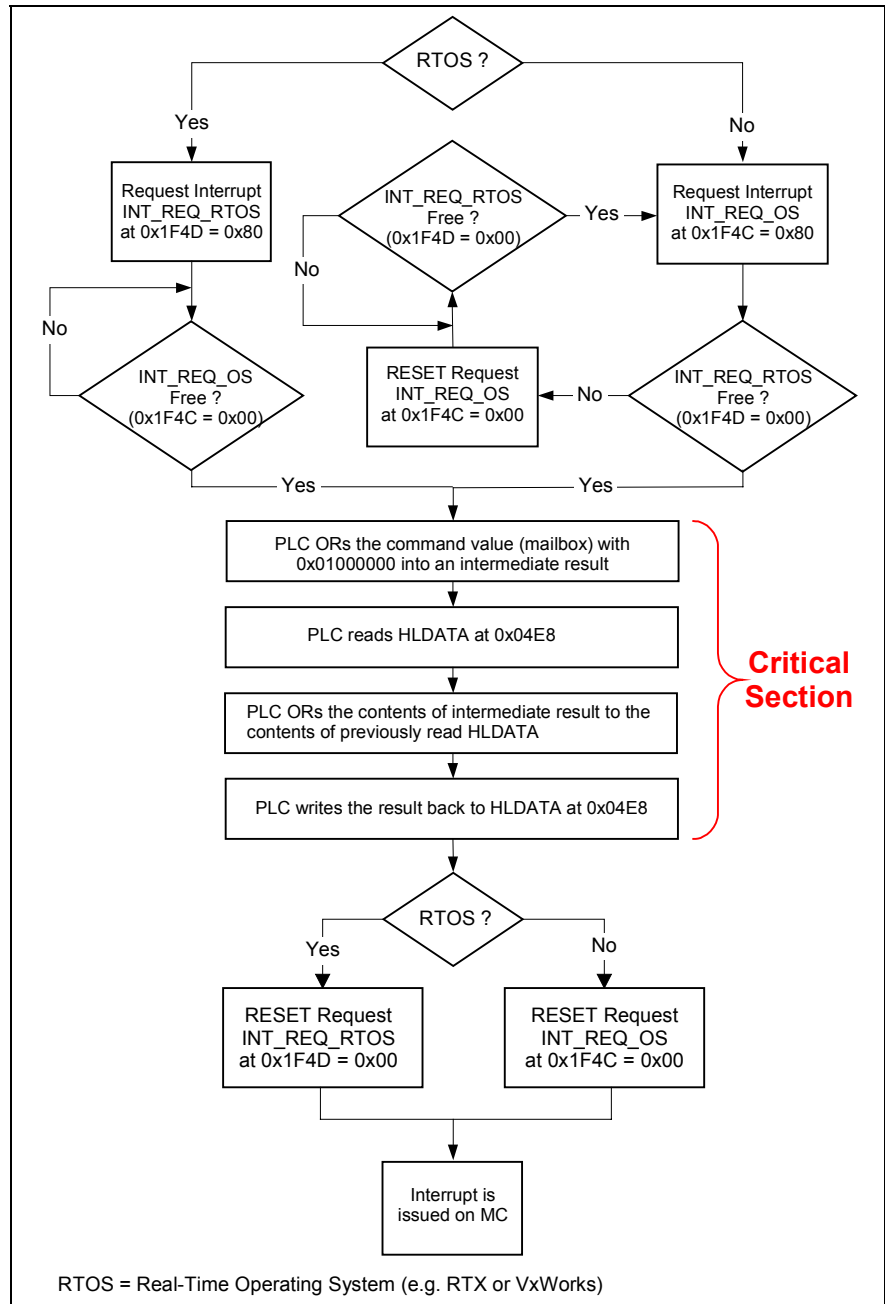 RTOS ?
Yes
No
Request Interrupt
INT_REQ_RTOS
at 0x1F4D = 0x80
INT_REQ_RTOS
Free ?
(0x1F4D = 0x00)
Yes
Request Interrupt
INT_REQ_OS
at 0x1F4C = 0x80
No
No
INT_REQ_OS
Free ?
(0x1F4C = 0x00)
RESET Request
INT_REQ_OS
at 0x1F4C = 0x00
No
INT_REQ_RTOS
Free ?
(0x1F4D = 0x00)
Yes
Yes
PLC ORs the command value (mailbox) with
0x01000000 into an intermediate result
PLC reads HLDATA at 0x04E8
PLC ORs the contents of intermediate result to the
contents of previously read HLDATA
PLC writes the result back to HLDATA at 0x04E8
Critical
Section
RTOS ?
Yes
No
RESET Request
INT_REQ_RTOS
at 0x1F4D = 0x00
RESET Request
INT_REQ_OS
at 0x1F4C = 0x00
Interrupt is
issued on MC
RTOS = Real-Time Operating System (e.g. RTX or VxWorks)